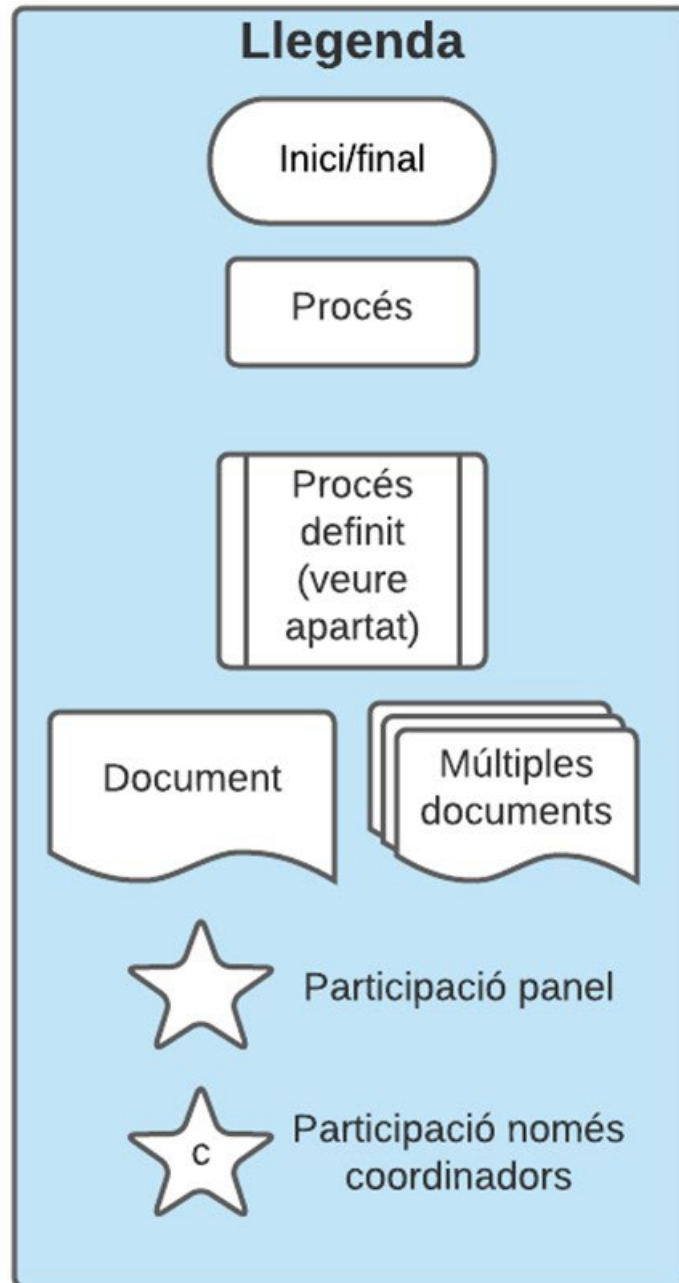 Llegenda
Inici/final
Procés
Procés
definit
(veure
apartat)
Document
Múltiples
documents
Participació panel
c
Participació només
coordinadors